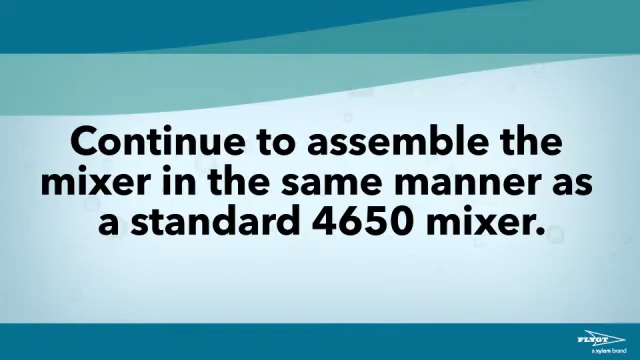 Continue to assemble the
mixer in the same manner as
a standard 4650 mixer.
FLYGT
a xylem brand